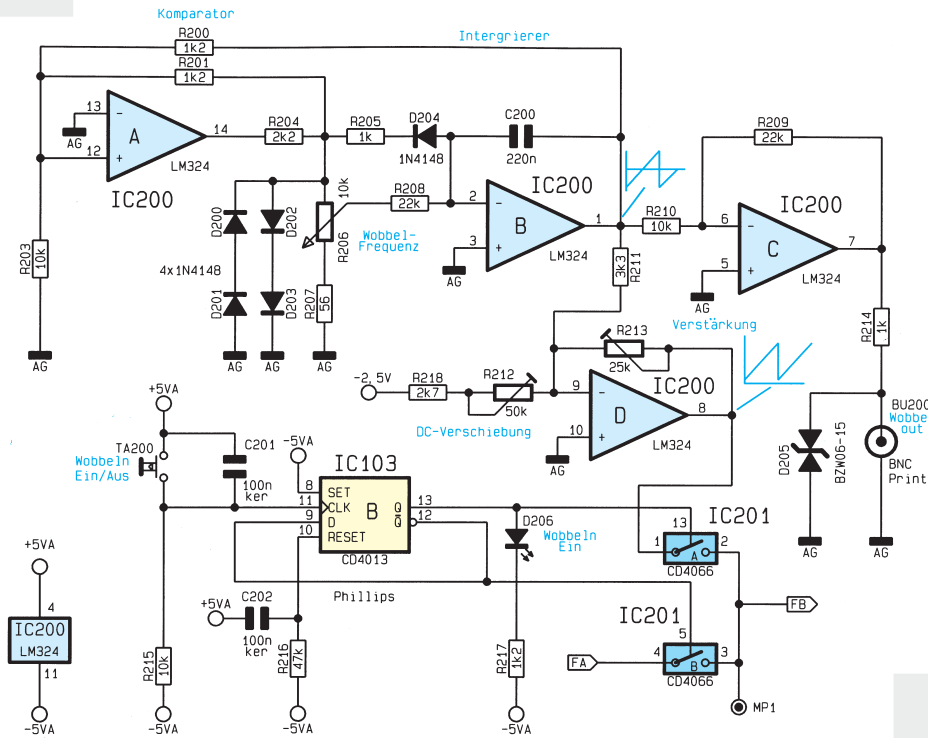 Komparator
R200
1k2
Intergrierer
R201
1k2
13
A
14
12
AG
LM324
IC200
R204
2k2
R205
1k
D204
1N4148
C200
220n
R209
22k
R203
10k
AG
D200
D202
4x1N4148
D201
D203
AG
AG
10k
R206
R207
56
AG
R208
22k
Wobbel-
Frequenz
2
3
B
1
IC200
LM324
AG
R210
10k
R211
3k3
6
5
C
7
IC200
LM324
AG
Verstärkung
R213
25k
R214
1k
-2,5V
R218
2k7
R212
50k
DC-Verschiebung
9
10
D
8
IC200
LM324
AG
D205
BZW06-15
AG
BU200
Wobbe
out
BNC
Print
AG
+5VA
TA200
Wobbeln
Ein/Aus
C201
100n
ker
-5VA
IC103
8
SET
11
CLK
9
D
10
RESET
B
Q
13
Q
12
CD4013
Phillips
D206
Wobbeln
Ein
IC201
13
1
A
2
CD4066
IC201
5
4
B
3
CD4066
FA
FB
MP1
+5VA
4
IC200
LM324
11
-5VA
R215
10k
-5VA
+5VA
C202
100n
ker
R216
47k
-5VA
R217
1k2
-5VA